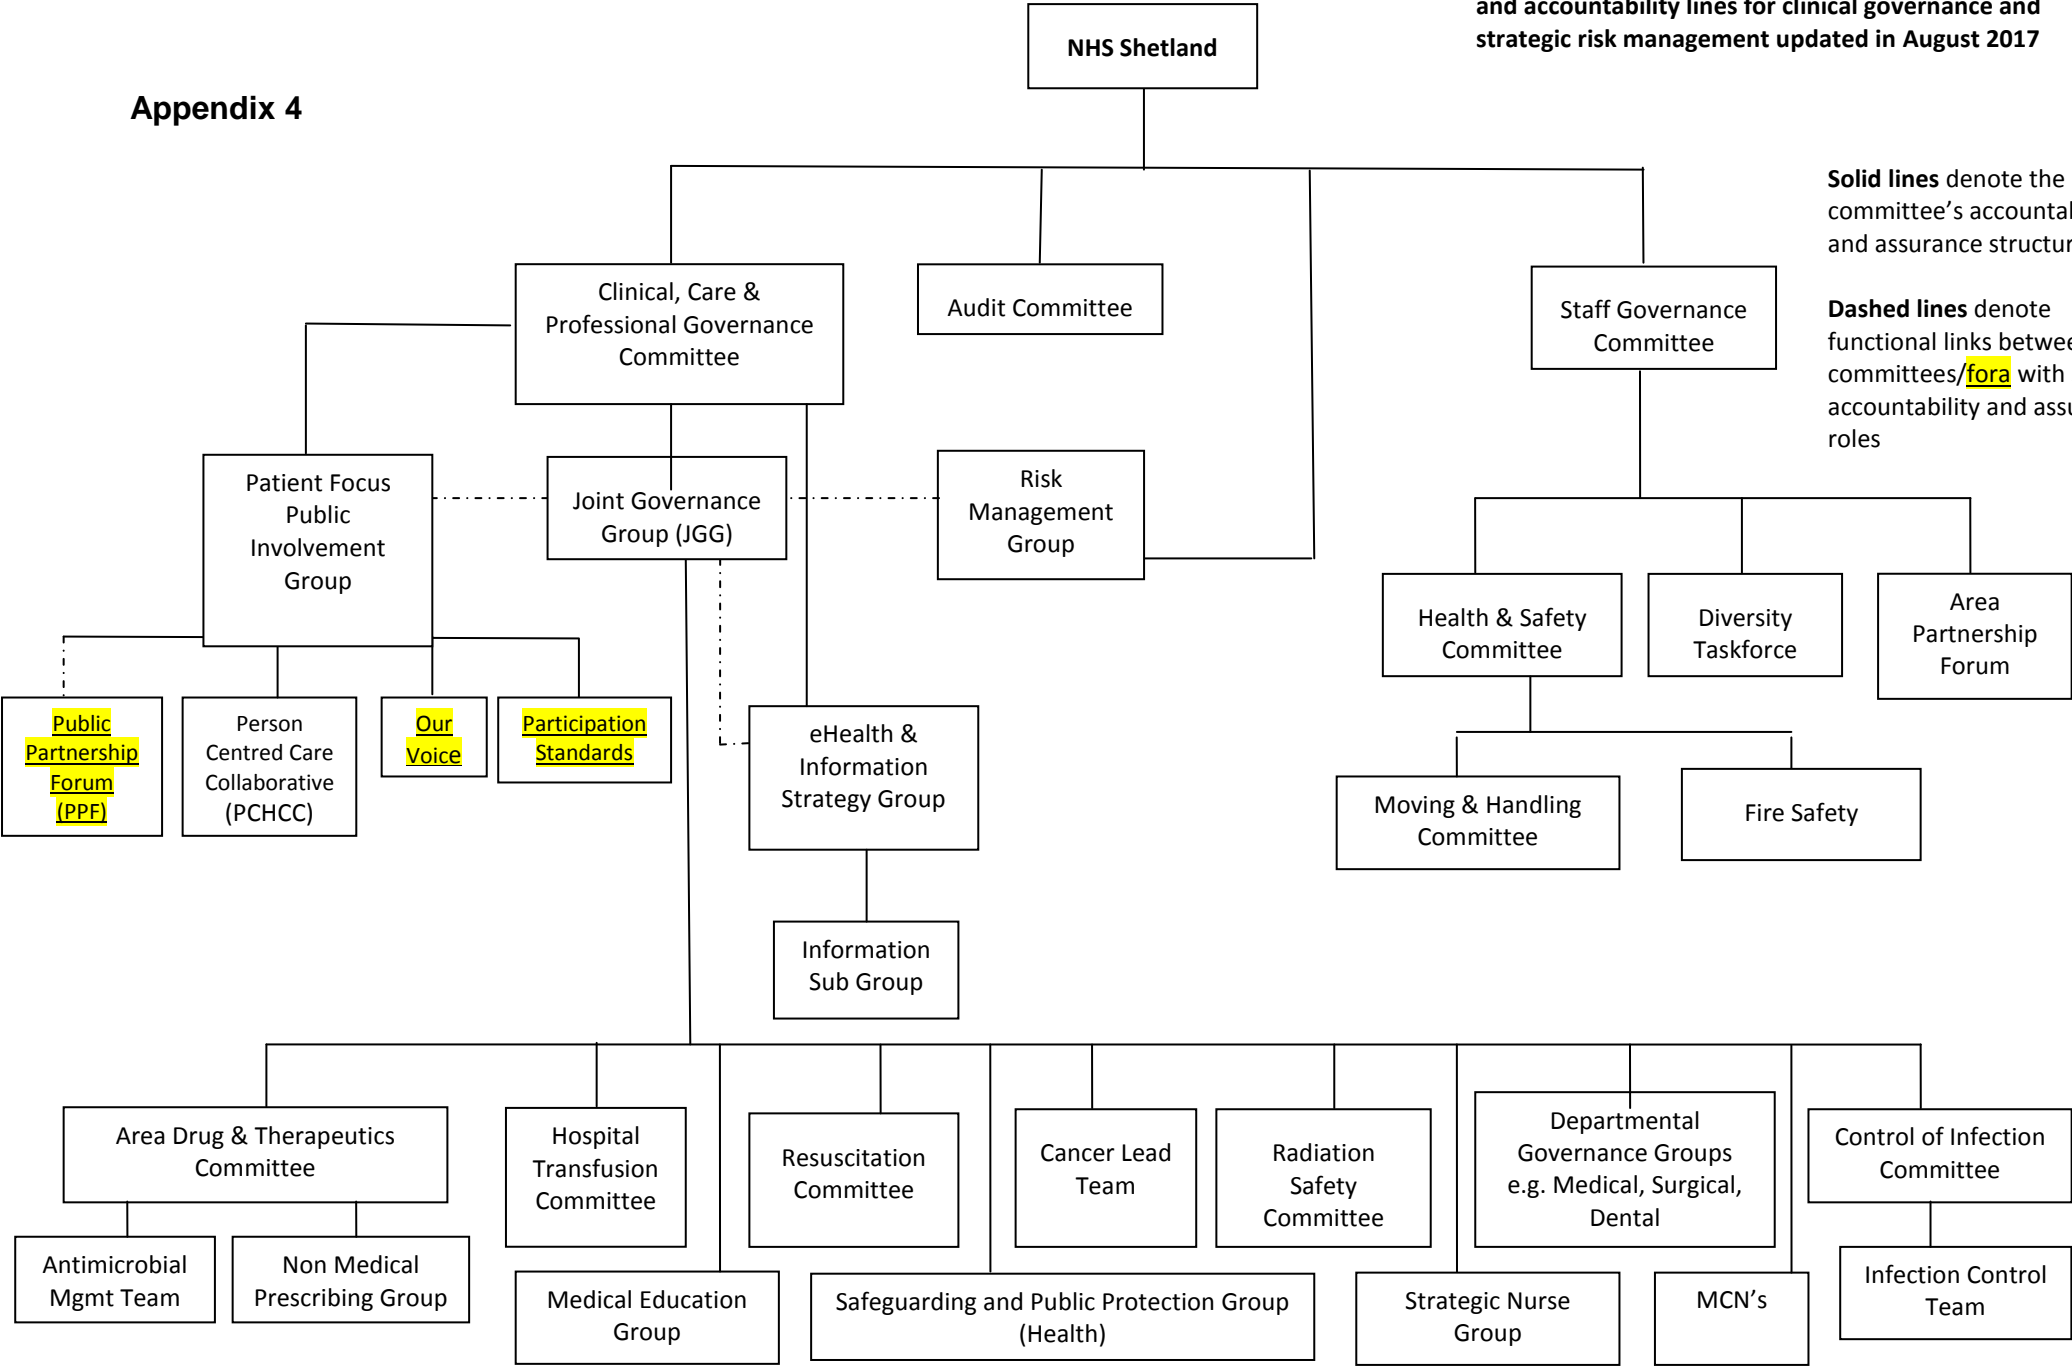 and accountability lines for clinical governance and
strategic risk management updated in August 2017
NHS Shetland
Appendix 4
Solid lines denote the
committee's
and assurance
Dashed lines denote
functional links
committees/fora with
accountability and
roles
Clinical, Care &
Professional Governance
Committee
Audit Committee
Staff Governance
Committee
Patient Focus
Public
Involvement
Group
Joint Governance
Group (JGG)
Risk
Management
Group
Health & Safety
Committee
Diversity
Taskforce
Area
Partnership
Forum
Public
Partnership
Forum
(PPF)
Person
Centred Care
Collaborative
(PCHCC)
Our
Voice
Participation
Standards
eHealth &
Information
Strategy Group
Moving & Handling
Committee
Fire Safety
Information
Sub Group
Area Drug & Therapeutics
Committee
Hospital
Transfusion
Committee
Resuscitation
Committee
Cancer Lead
Team
Radiation
Safety
Committee
Departmental
Governance Groups
e.g. Medical, Surgical,
Dental
Control of Infection
Committee
Antimicrobial
Mgmt Team
Non Medical
Prescribing Group
Medical Education
Group
Safeguarding and Public Protection Group
(Health)
Strategic Nurse
Group
MCN's
Infection Control
Team